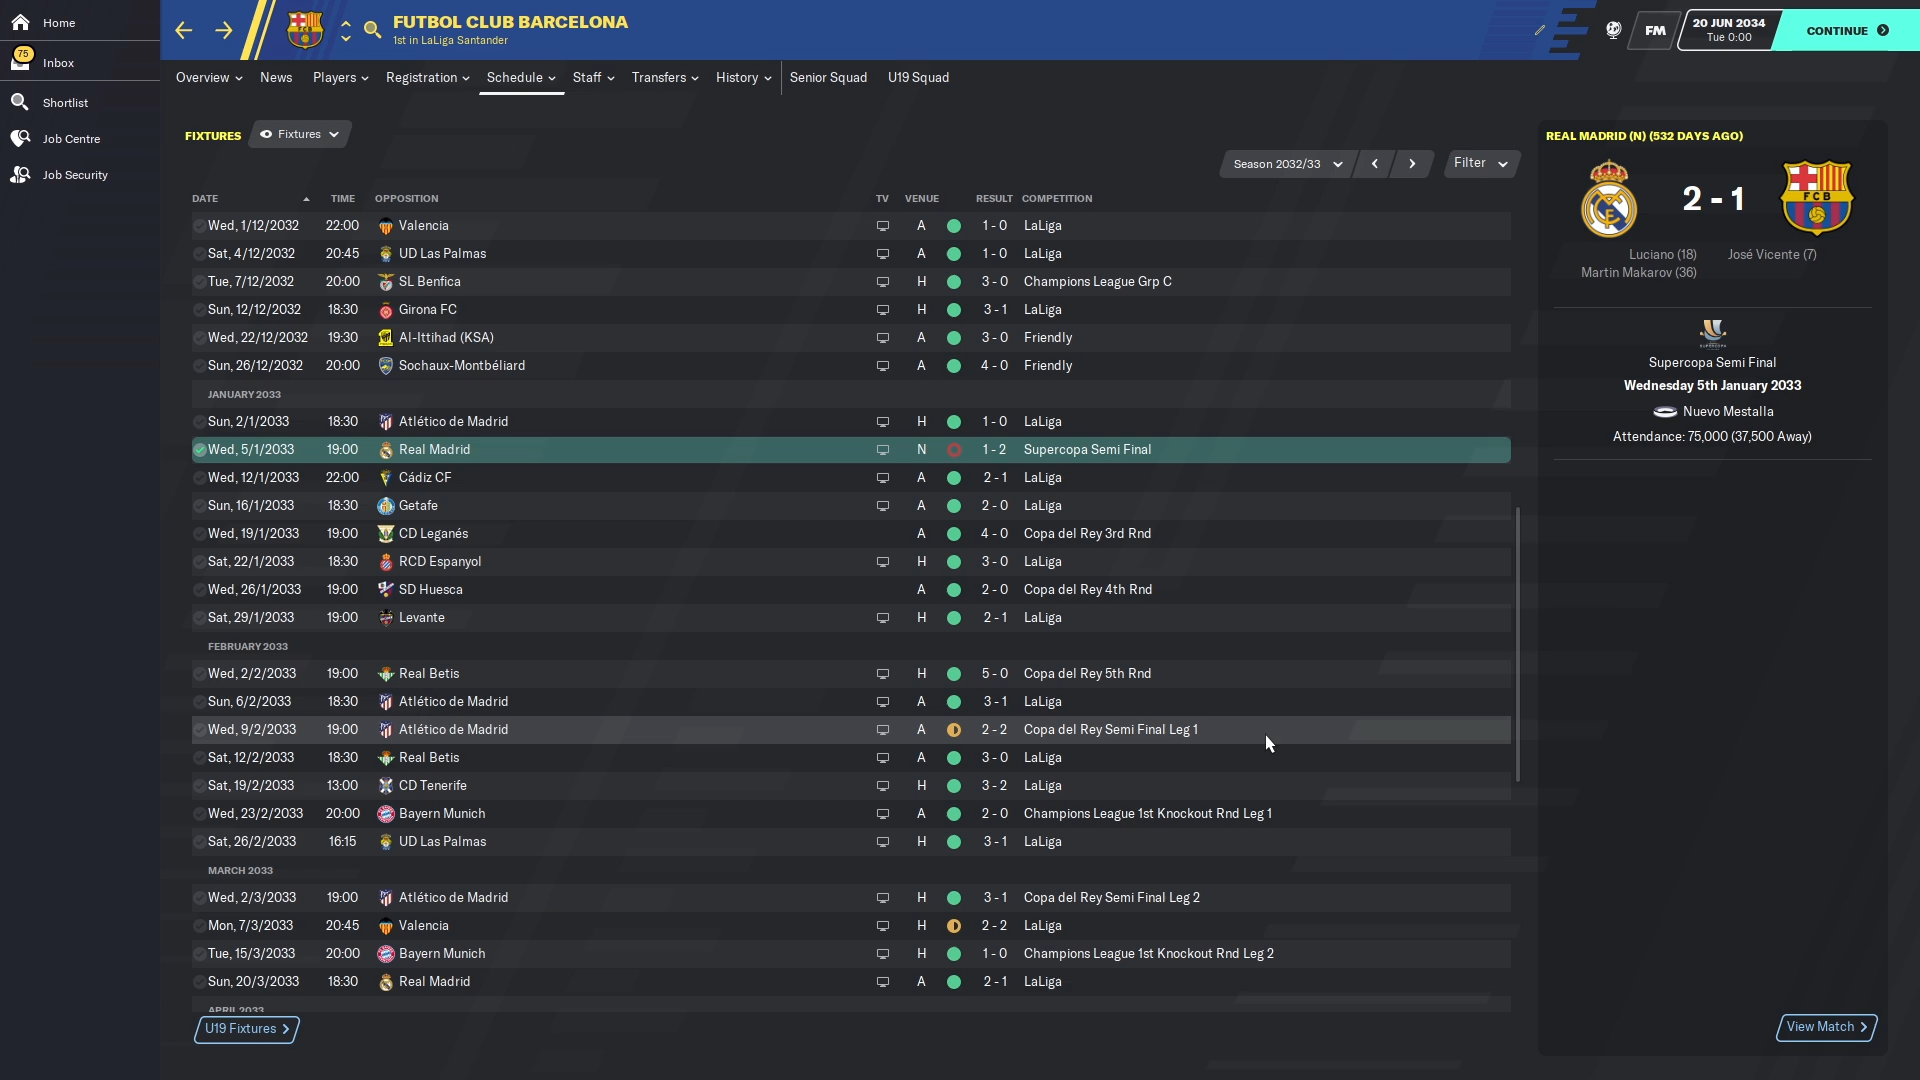 Home
75
Inbox
Shortlist
Job Centre
Job Security
FUTBOL CLUB BARCELONA
1st in LaLiga Santander
FM
20 JUN 2034
Tue 0:00
CONTINUE
Overview News Players Registration Schedule Staff Transfers History Senior Squad U19 Squad
FIXTURES Fixtures
Season 2032/33 Filter
DATE TIME OPPOSITION TV VENUE RESULT COMPETITION
Wed, 1/12/2032 22:00 Valencia A 1 - 0 LaLiga
Sat, 4/12/2032 20:45 UD Las Palmas A 1 - 0 LaLiga
Tue, 7/12/2032 20:00 SL Benfica H 3 - 0 Champions League Grp C
Sun, 12/12/2032 18:30 Girona FC H 3 - 1 LaLiga
Wed, 22/12/2032 19:30 Al-Ittihad (KSA) A 3 - 0 Friendly
Sun, 26/12/2032 20:00 Sochaux-Montbéliard A 4 - 0 Friendly
JANUARY 2033
Sun, 2/1/2033 18:30 Atlético de Madrid H 1 - 0 LaLiga
Wed, 5/1/2033 19:00 Real Madrid N 1 - 2 Supercopa Semi Final
Wed, 12/1/2033 22:00 Cádiz CF A 2 - 1 LaLiga
Sun, 16/1/2033 18:30 Getafe A 2 - 0 LaLiga
Wed, 19/1/2033 19:00 CD Leganés A 4 - 0 Copa del Rey 3rd Rnd
Sat, 22/1/2033 18:30 RCD Espanyol H 3 - 0 LaLiga
Wed, 26/1/2033 19:00 SD Huesca A 2 - 0 Copa del Rey 4th Rnd
Sat, 29/1/2033 19:00 Levante H 2 - 1 LaLiga
FEBRUARY 2033
Wed, 2/2/2033 19:00 Real Betis H 5 - 0 Copa del Rey 5th Rnd
Sun, 6/2/2033 18:30 Atlético de Madrid A 3 - 1 LaLiga
Wed, 9/2/2033 19:00 Atlético de Madrid A 2 - 2 Copa del Rey Semi Final Leg 1
Sat, 12/2/2033 18:30 Real Betis A 3 - 0 LaLiga
Sat, 19/2/2033 13:00 CD Tenerife H 3 - 2 LaLiga
Wed, 23/2/2033 20:00 Bayern Munich A 2 - 0 Champions League 1st Knockout Rnd Leg 1
Sat, 26/2/2033 16:15 UD Las Palmas H 3 - 1 LaLiga
MARCH 2033
Wed, 2/3/2033 19:00 Atlético de Madrid H 3 - 1 Copa del Rey Semi Final Leg 2
Mon, 7/3/2033 20:45 Valencia H 2 - 2 LaLiga
Tue, 15/3/2033 20:00 Bayern Munich H 1 - 0 Champions League 1st Knockout Rnd Leg 2
Sun, 20/3/2033 18:30 Real Madrid A 2 - 1 LaLiga
APRIL 2033
U19 Fixtures
REAL MADRID (N) (532 DAYS AGO)
2 - 1
FCB
Luciano (18) José Vicente (7)
Martin Makarov (36)
Supercopa Semi Final
Wednesday 5th January 2033
Nuevo Mestalla
Attendance: 75,000 (37,500 Away)
View Match